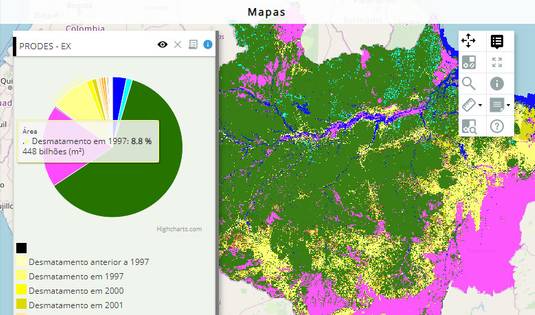 Mapas
Colombia
PRODES - EX
Área
Desmatamento em 1997: 8.8 %
448 bilhões (m²)
Highcharts.com
Desmatamento anterior a 1997
Desmatamento em 1997
Desmatamento em 2000
Desmatamento em 2001